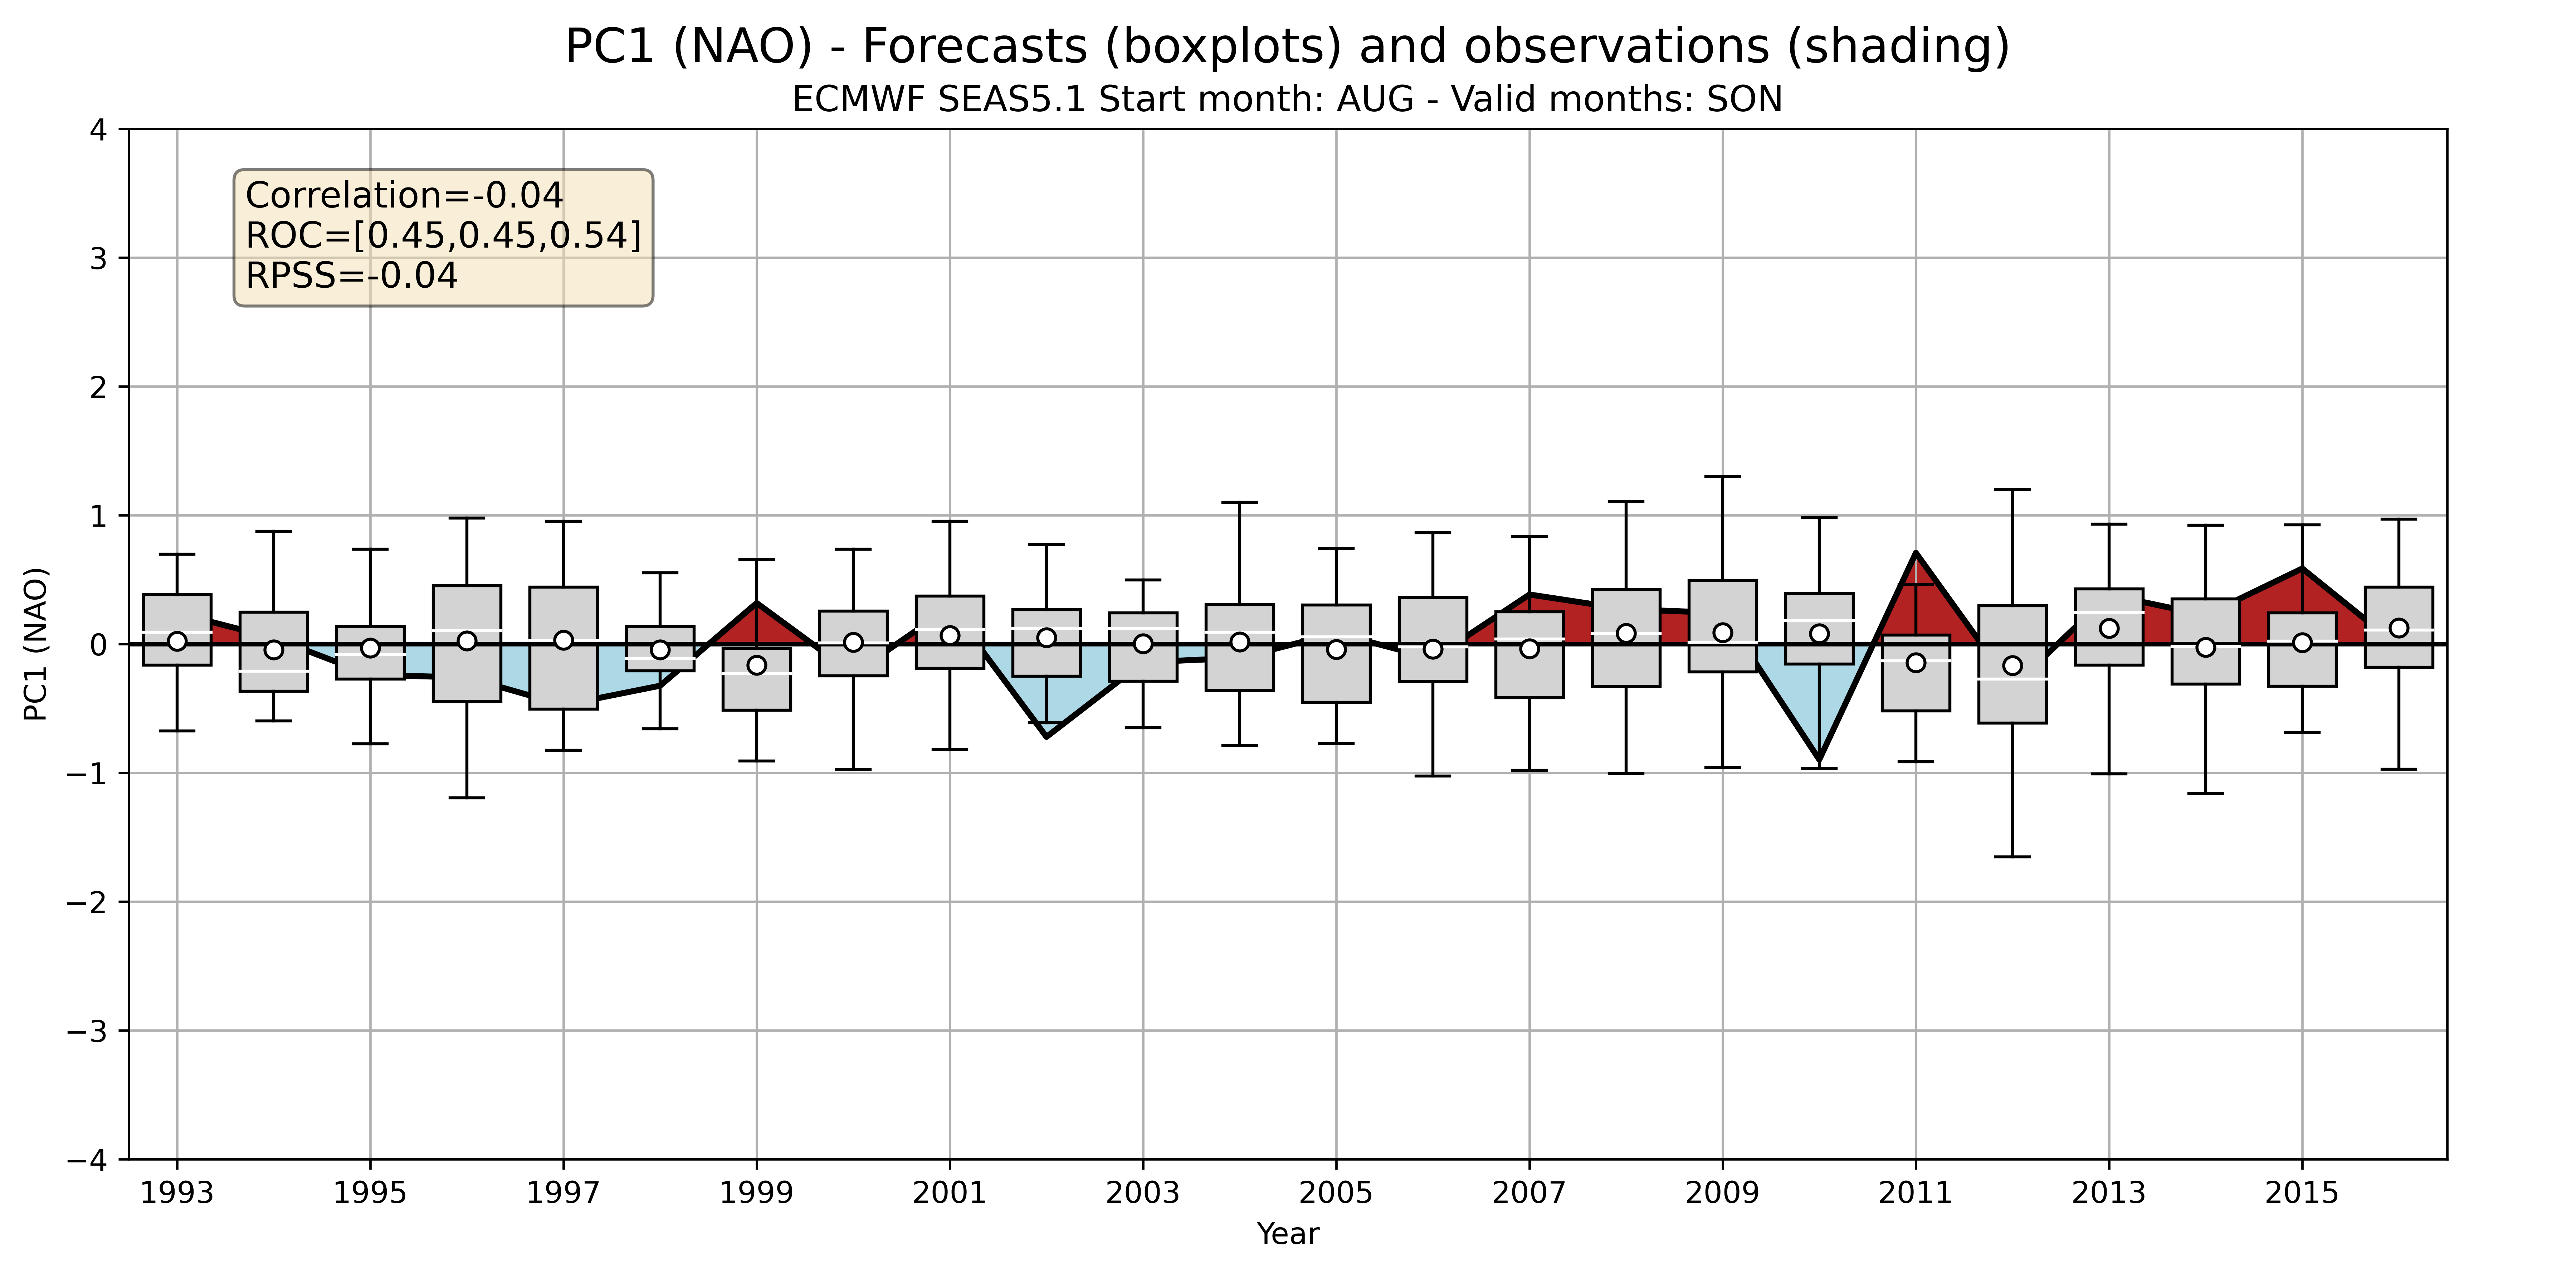 PC1 (NAO) - Forecasts (boxplots) and observations (shading)
ECMWF SEAS5.1 Start month: AUG - Valid months: SON
Correlation=-0.04
ROC=[0.45,0.45,0.54]
RPSS=-0.04
PC1 (NAO)
4
3
2
1
0
−1
−2
−3
−4
1993 1995 1997 1999 2001 2003 2005 2007 2009 2011 2013 2015
Year